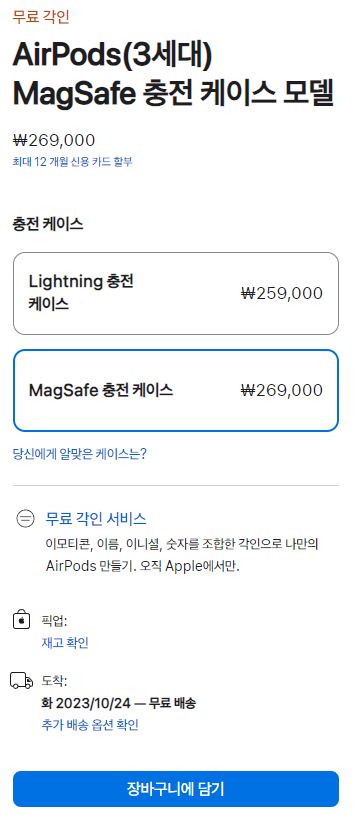 무료 각인
AirPods(3세대)
MagSafe 충전 케이스 모델
₩269,000
최대 12 개월 신용 카드 할부
충전 케이스
Lightning 충전
케이스
₩259,000
MagSafe 충전 케이스
₩269,000
당신에게 알맞은 케이스는?
무료 각인 서비스
이모티콘, 이름, 이니셜, 숫자를 조합한 각인으로 나만의
AirPods 만들기. 오직 Apple에서만.
픽업:
재고 확인
도착:
화 2023/10/24 — 무료 배송
추가 배송 옵션 확인
장바구니에 담기